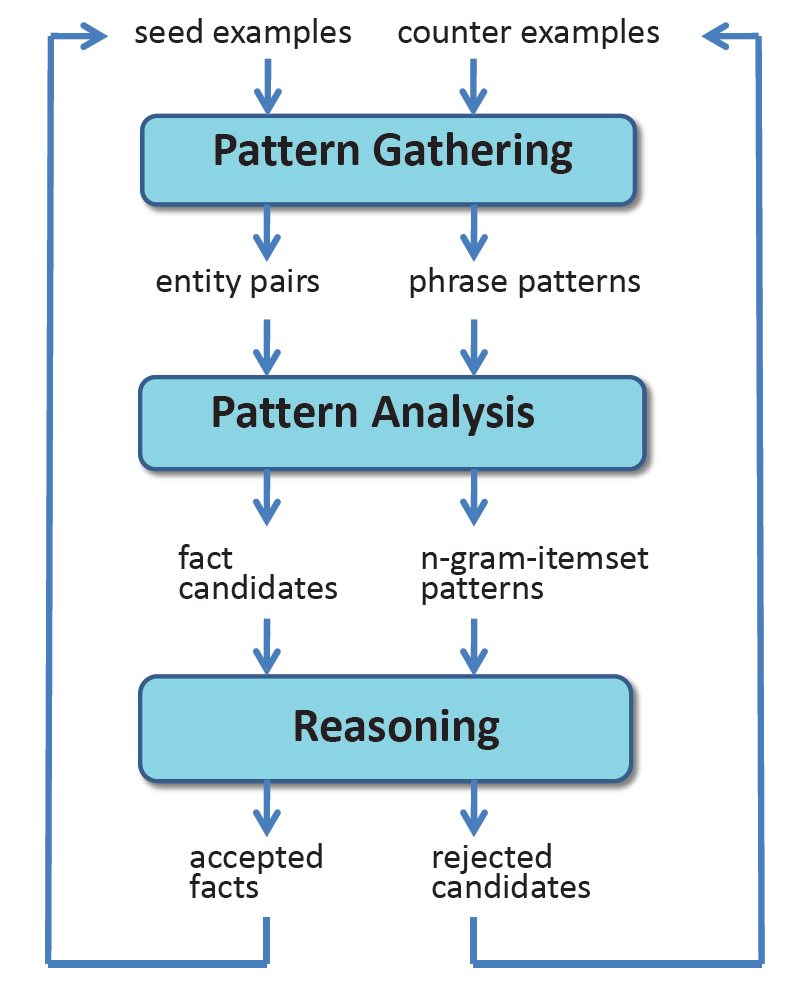 seed examples
counter examples
Pattern Gathering
entity pairs
phrase patterns
Pattern Analysis
fact
candidates
n-gram-itemset
patterns
Reasoning
accepted
facts
rejected
candidates